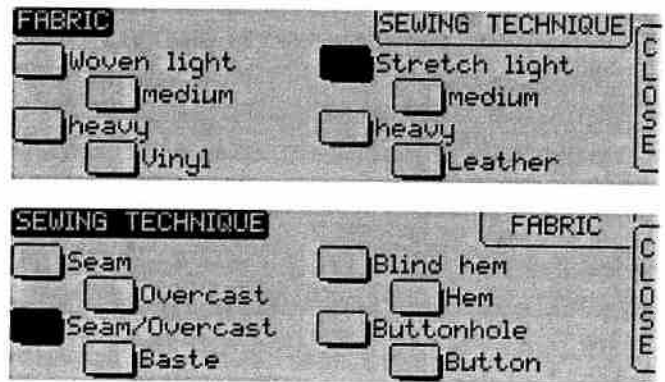 FABRIC SEWING TECHNIQUE
Woven light Stretch light
medium medium
heavy heavy
Vinyl Leather
CLOSE
SEWING TECHNIQUE FABRIC
Seam Blind hem
Overcast Hem
Seam/Overcast Buttonhole
Baste Button
CLOSE